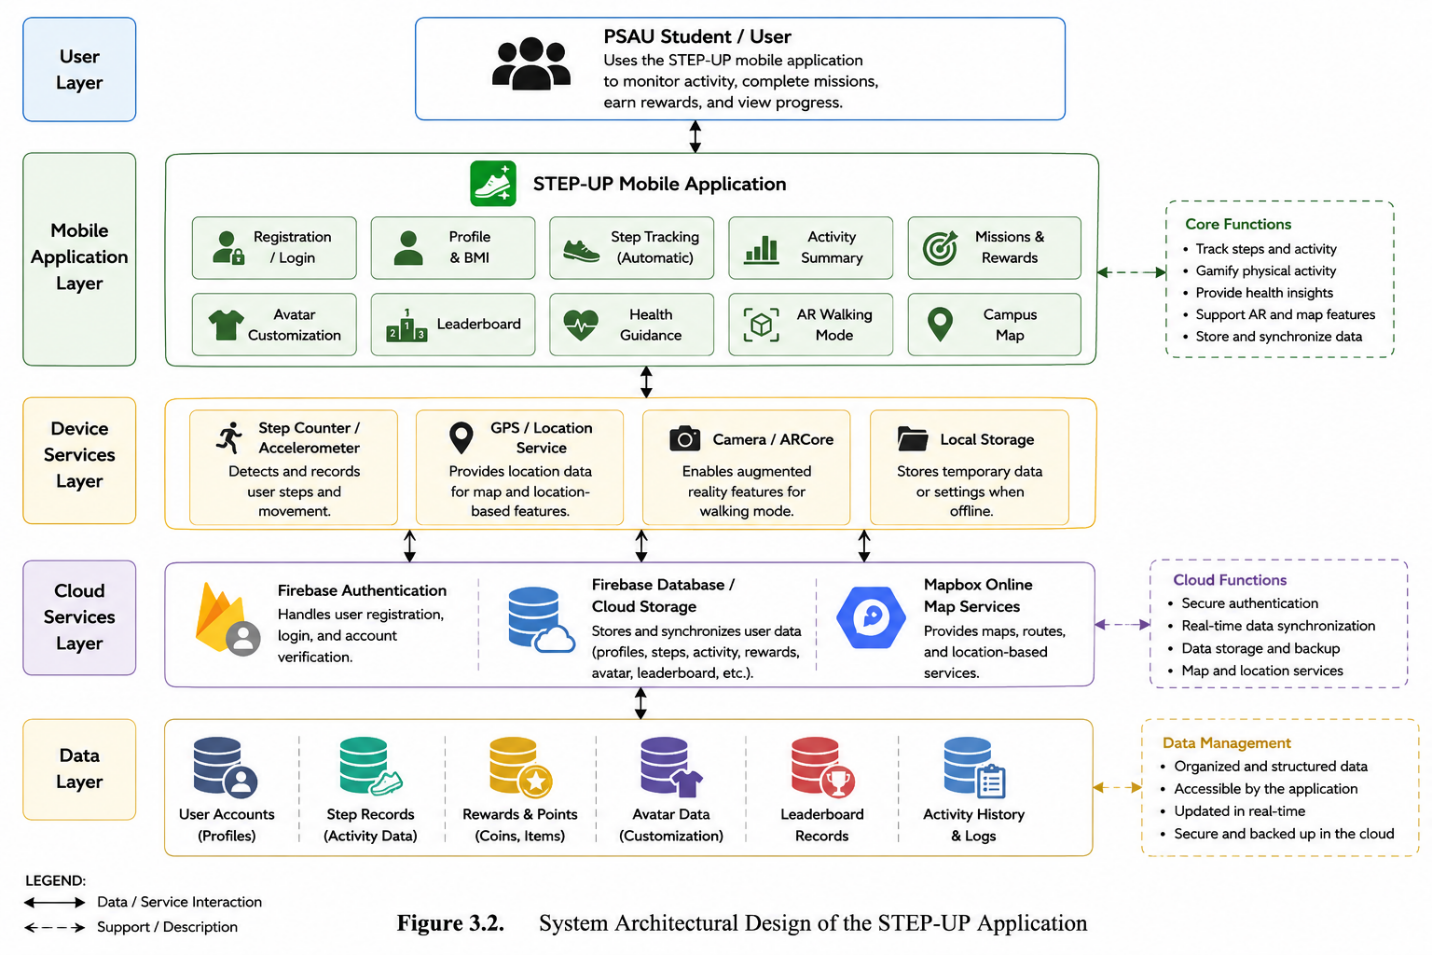 User
Layer
PSAU Student / User
Uses the STEP-UP mobile application
to monitor activity, complete missions,
earn rewards, and view progress.
Mobile
Application
Layer
STEP-UP Mobile Application
Registration
/ Login
Profile
& BMI
Step Tracking
(Automatic)
Activity
Summary
Missions &
Rewards
Avatar
Customization
1
2 1 3
Leaderboard
Health
Guidance
AR Walking
Mode
Campus
Map
Core Functions
• Track steps and activity
• Gamify physical activity
• Provide health insights
• Support AR and map features
• Store and synchronize data
Device
Services
Layer
Step Counter /
Accelerometer
Detects and records
user steps and
movement.
GPS / Location
Service
Provides location data
for map and location-
based features.
Camera / ARCore
Enables augmented
reality features for
walking mode.
Local Storage
Stores temporary data
or settings when
offline.
Cloud
Services
Layer
Firebase Authentication
Handles user registration,
login, and account
verification.
Firebase Database /
Cloud Storage
Stores and synchronizes user data
(profiles, steps, activity, rewards,
avatar, leaderboard, etc.).
Mapbox Online
Map Services
Provides maps, routes,
and location-based
services.
Cloud Functions
• Secure authentication
• Real-time data synchronization
• Data storage and backup
• Map and location services
Data
Layer
User Accounts
(Profiles)
Step Records
(Activity Data)
Rewards & Points
(Coins, Items)
Avatar Data
(Customization)
Leaderboard
Records
Activity History
& Logs
Data Management
• Organized and structured data
• Accessible by the application
• Updated in real-time
• Secure and backed up in the cloud
LEGEND:
Data / Service Interaction
Support / Description
Figure 3.2. System Architectural Design of the STEP-UP Application